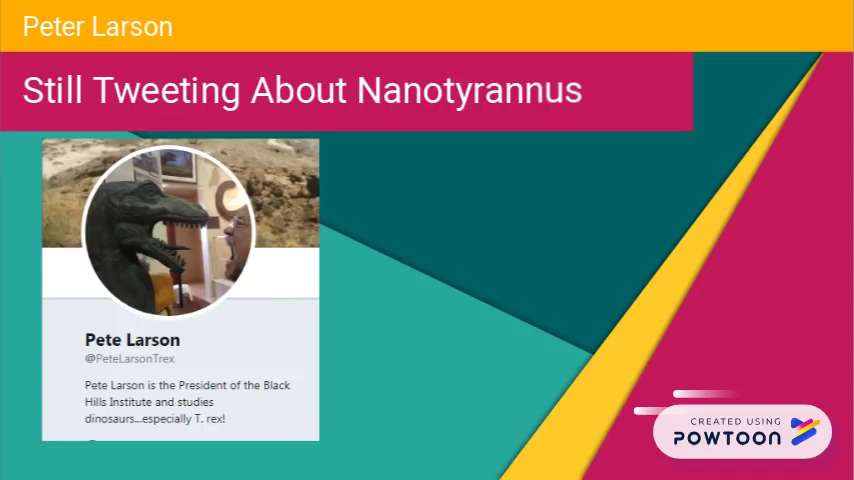 Peter Larson
Still Tweeting About Nanotyrannus
Pete Larson
@PeteLarsonTrex
Pete Larson is the President of the Black
Hills Institute and studies
dinosaurs...especially T. rex!
CREATED USING
POWTOON